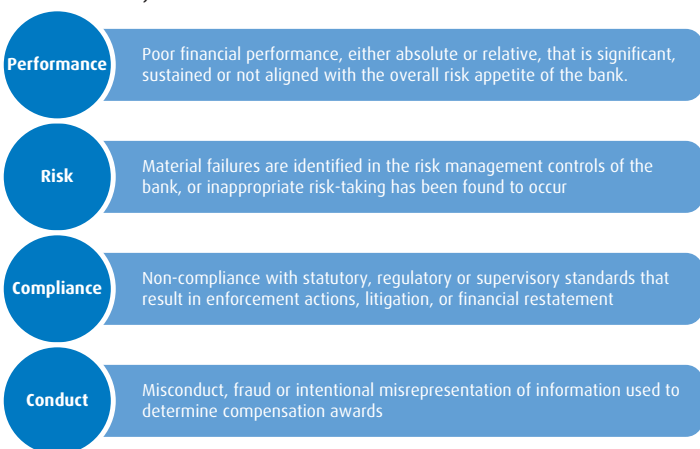 Performance
Poor financial performance, either absolute or relative, that is significant,
sustained or not aligned with the overall risk appetite of the bank.
Risk
Material failures are identified in the risk management controls of the
bank, or inappropriate risk-taking has been found to occur
Compliance
Non-compliance with statutory, regulatory or supervisory standards that
result in enforcement actions, litigation, or financial restatement
Conduct
Misconduct, fraud or intentional misrepresentation of information used to
determine compensation awards